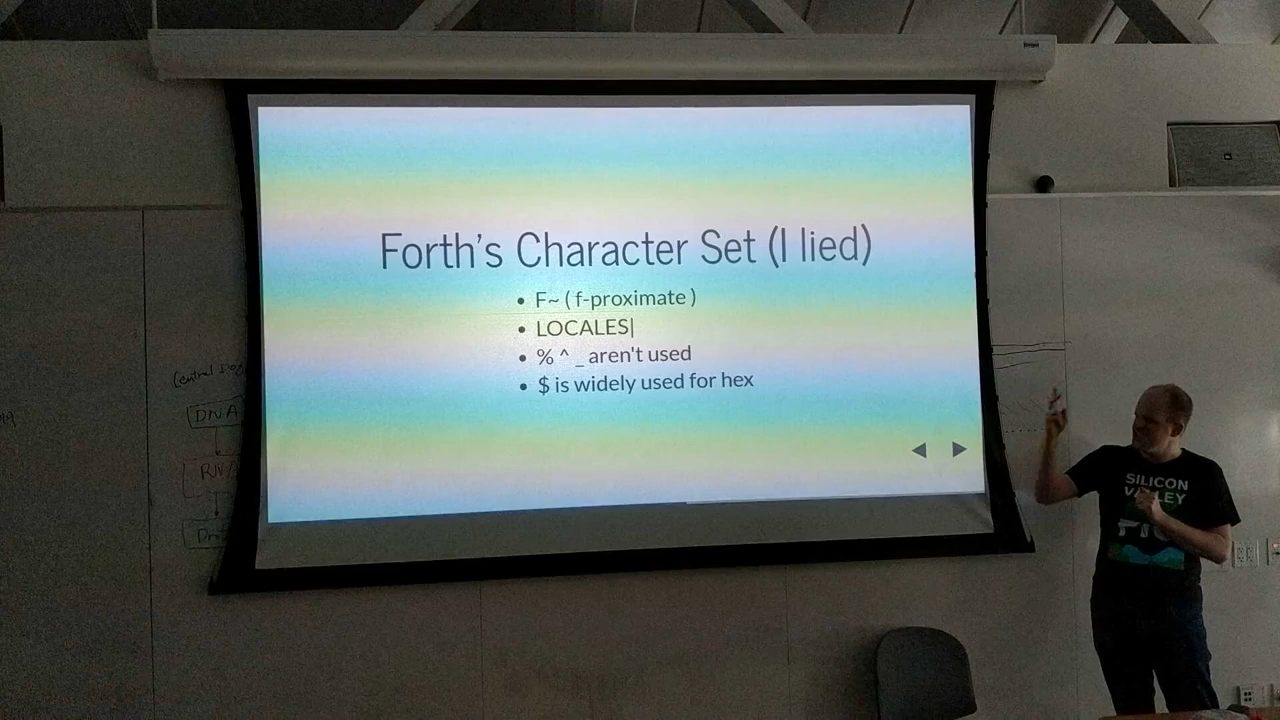 Forth's Character Set (I lied)
• F~ ( f-proximate )
• LOCALES|
• % ^ _ aren't used
• $ is widely used for hex
DNA
SILICON
VALLEY